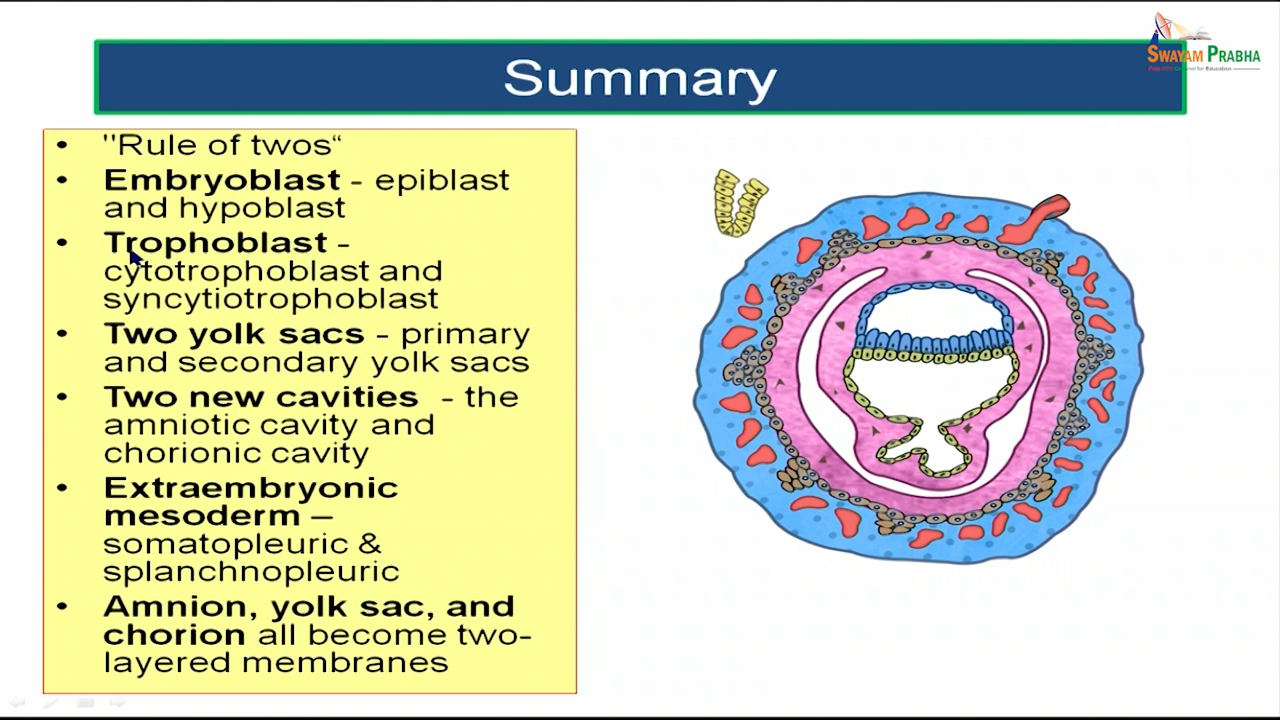 Summary
SWAYAM PRABHA
• "Rule of twos“
• Embryoblast - epiblast
and hypoblast
• Trophoblast -
cytotrophoblast and
syncytiotrophoblast
• Two yolk sacs - primary
and secondary yolk sacs
• Two new cavities - the
amniotic cavity and
chorionic cavity
• Extraembryonic
mesoderm –
somatopleuric &
splanchnopleuric
• Amnion, yolk sac, and
chorion all become two-
layered membranes